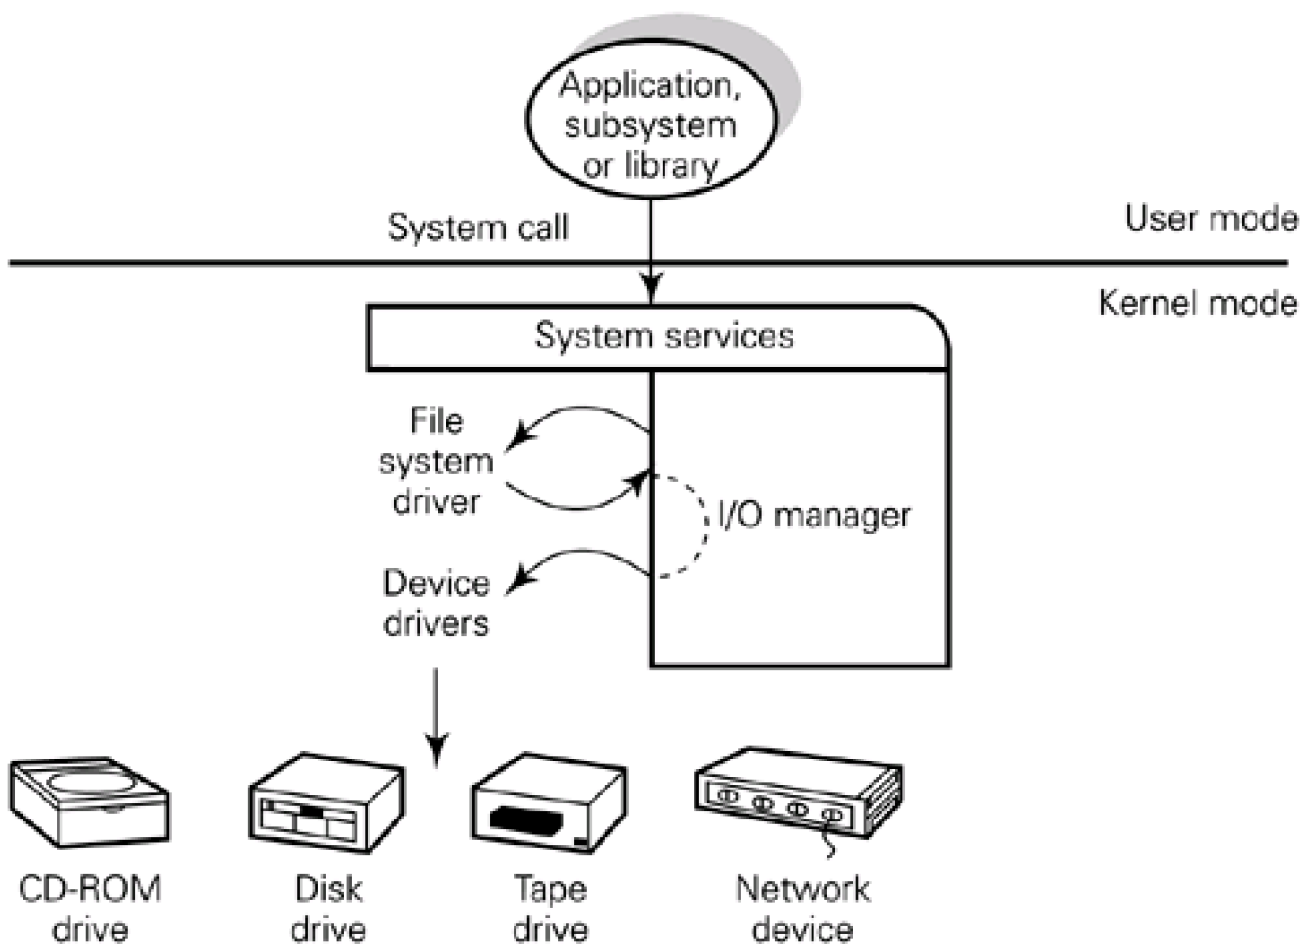 Application,
subsystem
or library
System call
User mode
Kernel mode
System services
File
system
driver
I/O manager
Device
drivers
CD-ROM
drive
Disk
drive
Tape
drive
Network
device